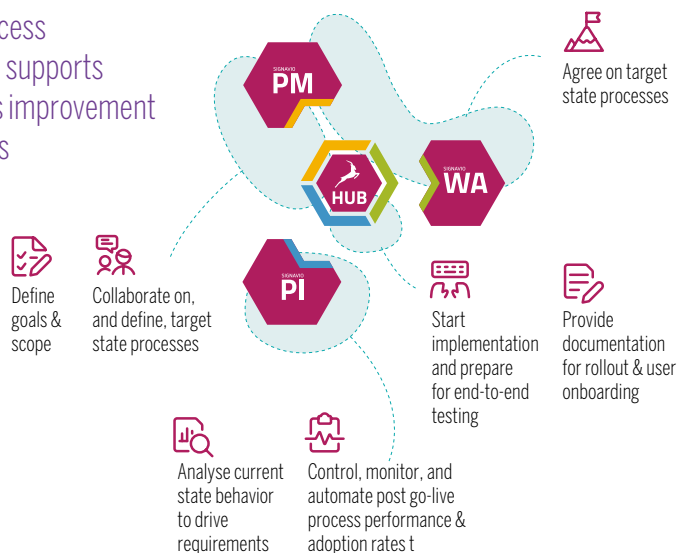 cess
supports
s improvement
s
SIGNAVIO
PM
Agree on target
state processes
SIGNAVIO
WA
HUB
SIGNAVIO
PI
Define
goals &
scope
Collaborate on,
and define, target
state processes
Start
implementation
and prepare
for end-to-end
testing
Provide
documentation
for rollout & user
onboarding
Analyse current
state behavior
to drive
requirements
Control, monitor, and
automate post go-live
process performance &
adoption rates t